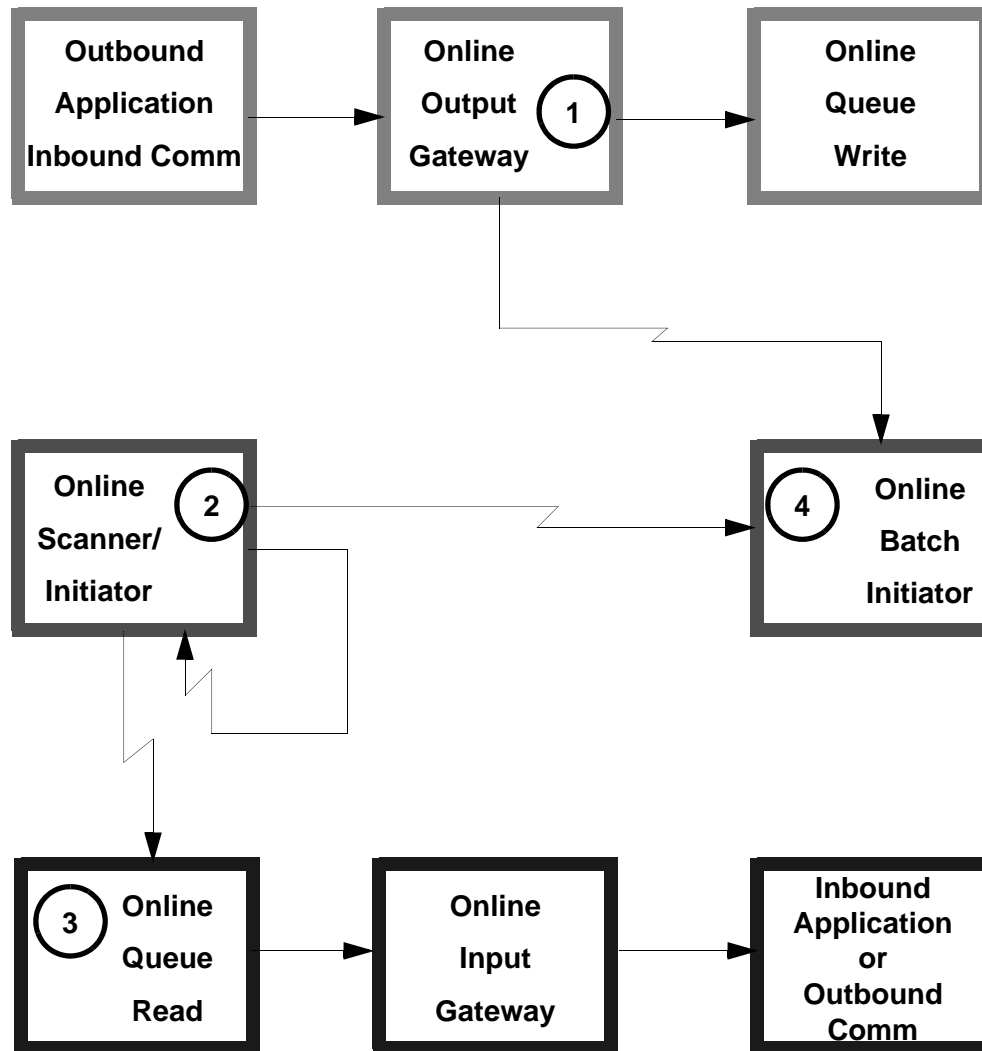 Outbound
Application
Inbound Comm
Online
Output
Gateway
1
Online
Queue
Write
Online
Scanner/
Initiator
2
4
Online
Batch
Initiator
3
Online
Queue
Read
Online
Input
Gateway
Inbound
Application
or
Outbound
Comm